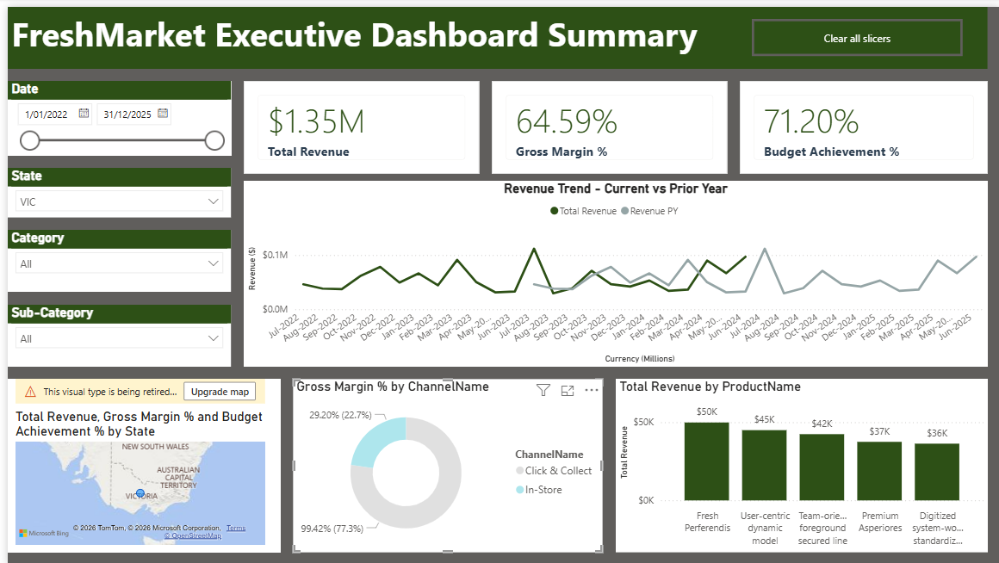 FreshMarket Executive Dashboard Summary
Clear all slicers
Date
1/01/2022
31/12/2025
State
VIC
Category
All
Sub-Category
All
$1.35M
Total Revenue
64.59%
Gross Margin %
71.20%
Budget Achievement %
Revenue Trend - Current vs Prior Year
Total Revenue
Revenue PY
Revenue ($)
$0.1M
$0.0M
Jul-2022
Aug-2022
Sep-2022
Oct-2022
Nov-2022
Dec-2022
Jan-2023
Feb-2023
Mar-2023
Apr-2023
May-20...
Jun-2023
Jul-2023
Aug-2023
Sep-2023
Oct-2023
Nov-2023
Dec-2023
Jan-2024
Feb-2024
Mar-2024
Apr-2024
May-20...
Jun-2024
Jul-2024
Aug-2024
Sep-2024
Oct-2024
Nov-2024
Dec-2024
Jan-2025
Feb-2025
Mar-2025
Apr-2025
May-20...
Jun-2025
Currency (Millions)
This visual type is being retired...
Upgrade map
Total Revenue, Gross Margin % and Budget
Achievement % by State
NEW SOUTH WALES
AUSTRALIAN
CAPITAL
TERRITORY
VICTORIA
Microsoft Bing
© 2026 TomTom, © 2026 Microsoft Corporation, Terms
© OpenStreetMap
Gross Margin % by ChannelName
29.20% (22.7%)
99.42% (77.3%)
ChannelName
Click & Collect
In-Store
Total Revenue by ProductName
Total Revenue
$50K
$0K
$50K
$45K
$42K
$37K
$36K
Fresh
Perferendis
User-centric
dynamic
model
Team-orie...
foreground
secured line
Premium
Asperiores
Digitized
system-wo...
standardiz...